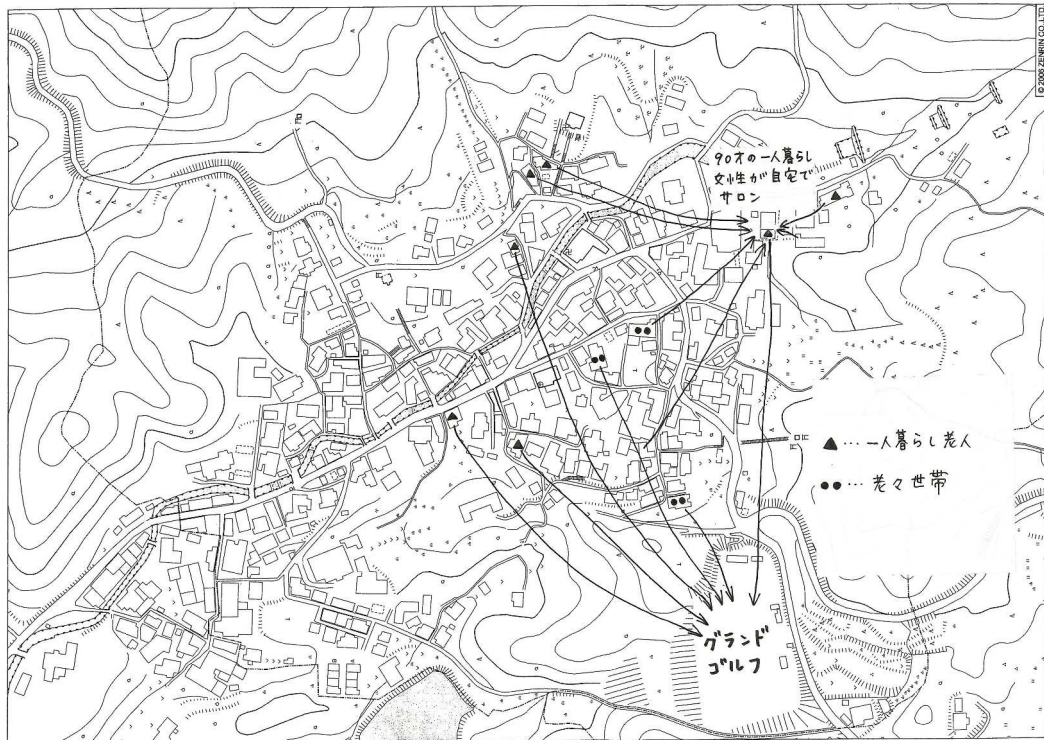 © 2006 ZENRIN CO., LTD.
90才の一人暮らし
女性が自宅で
サロン
▲…一人暮らし老人
●●…老々世帯
グランド
ゴルフ